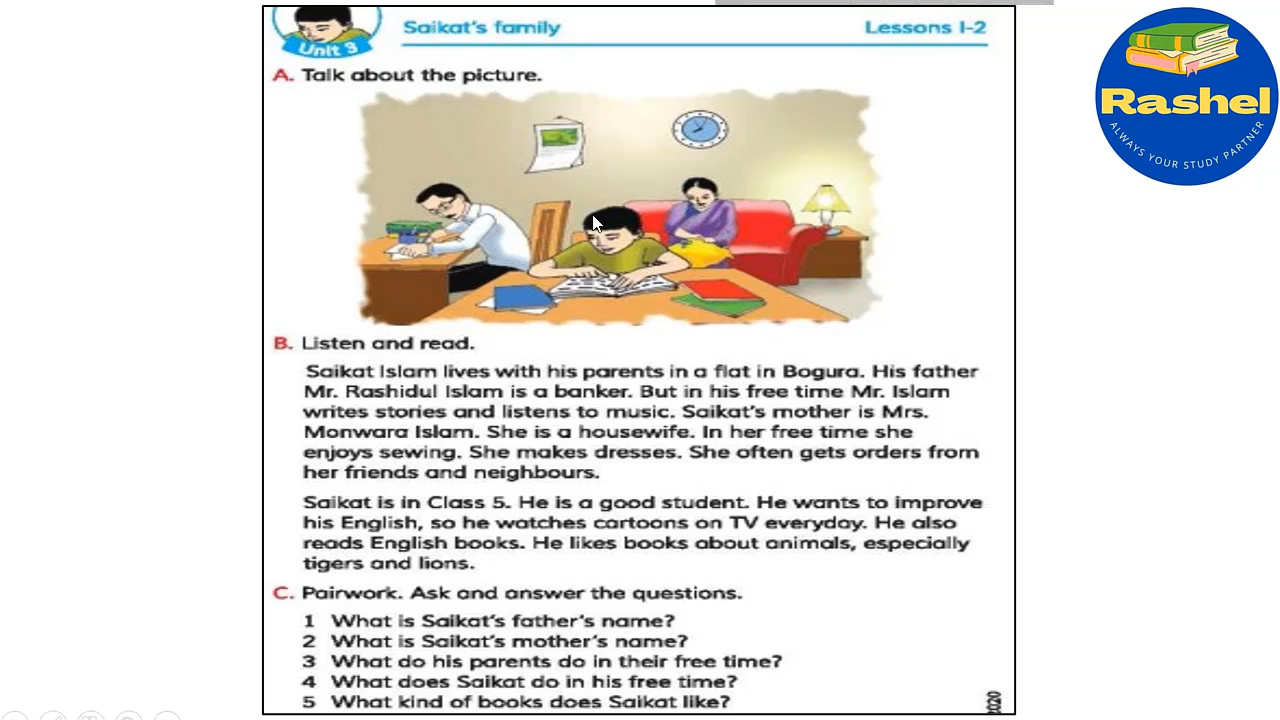 Saikat's family
Lessons 1-2
Unit 3
A. Talk about the picture.
B. Listen and read.
Saikat Islam lives with his parents in a flat in Bogura. His father
Mr. Rashidul Islam is a banker. But in his free time Mr. Islam
writes stories and listens to music. Saikat's mother is Mrs.
Monwara Islam. She is a housewife. In her free time she
enjoys sewing. She makes dresses. She often gets orders from
her friends and neighbours.
Saikat is in Class 5. He is a good student. He wants to improve
his English, so he watches cartoons on TV everyday. He also
reads English books. He likes books about animals, especially
tigers and lions.
C. Pairwork. Ask and answer the questions.
1 What is Saikat's father's name?
2 What is Saikat's mother's name?
3 What do his parents do in their free time?
4 What does Saikat do in his free time?
5 What kind of books does Saikat like?
Rashel
ALWAYS YOUR STUDY PARTNER